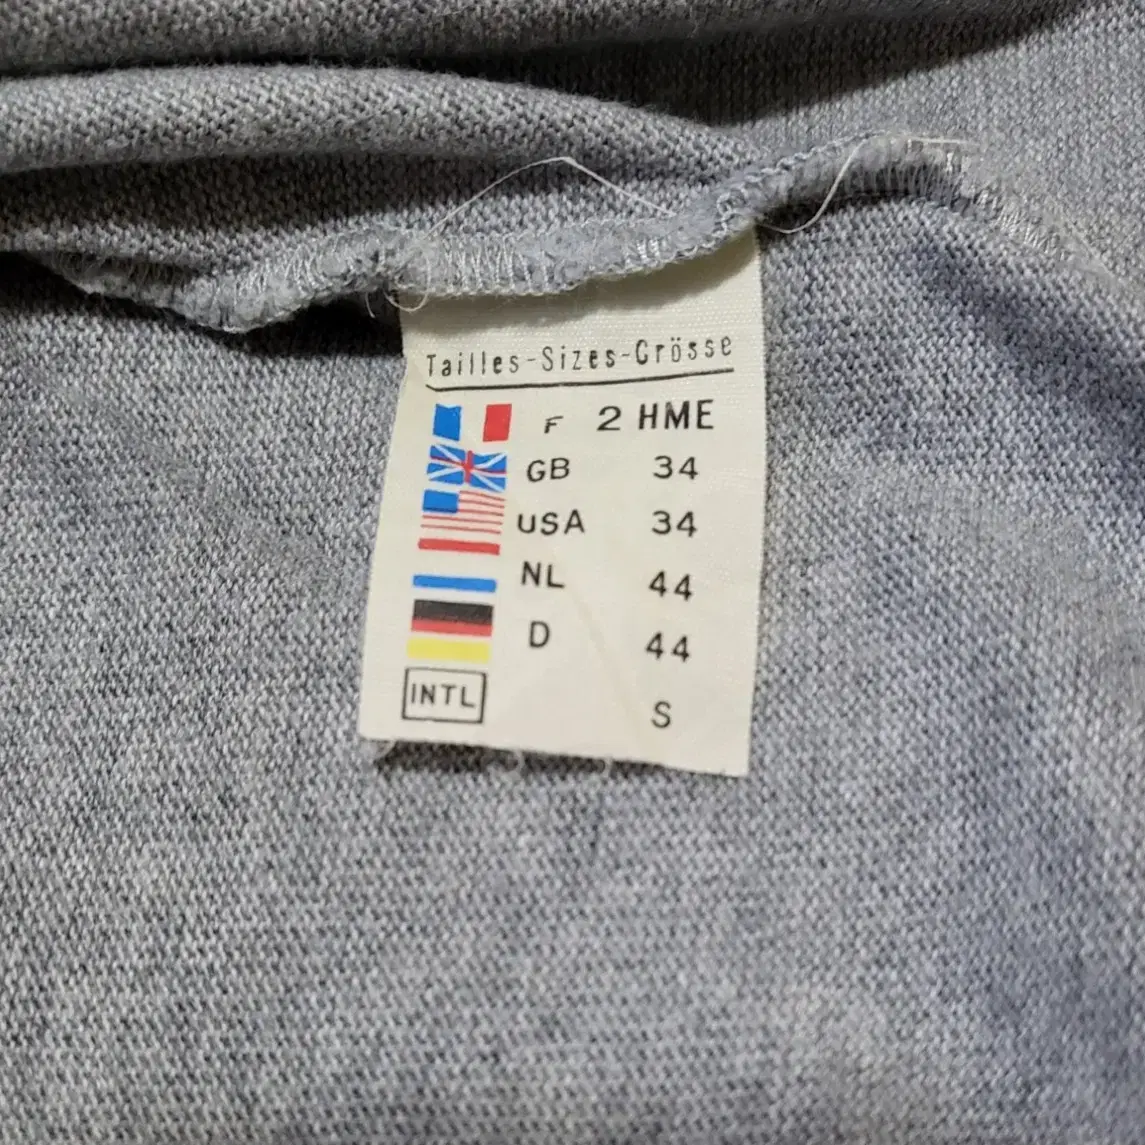 Tailles-Sizes-Grösse
F 2 HME
GB 34
USA 34
NL 44
D 44
INTL S